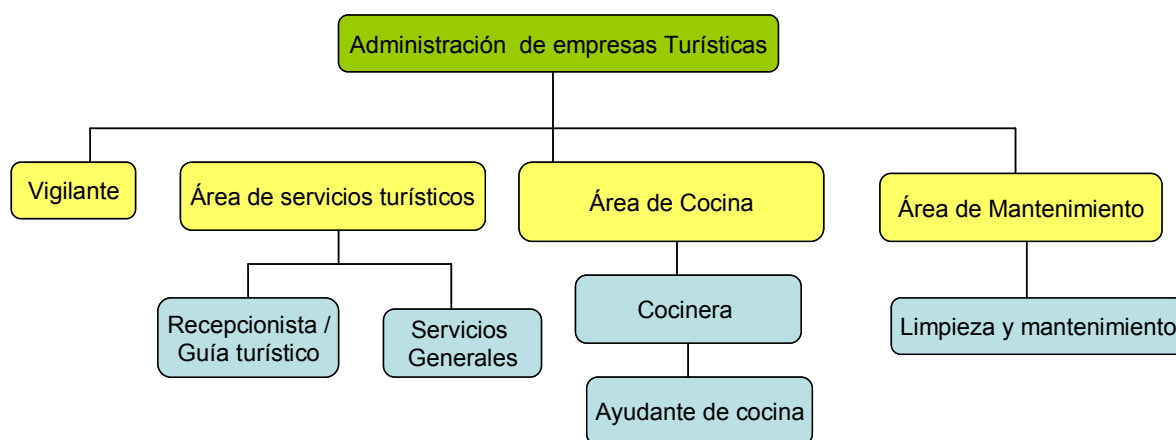 Administración de empresas Turísticas
Vigilante
Área de servicios turísticos
Área de Cocina
Área de Mantenimiento
Recepcionista /
Guía turístico
Servicios
Generales
Cocinera
Limpieza y mantenimiento
Ayudante de cocina